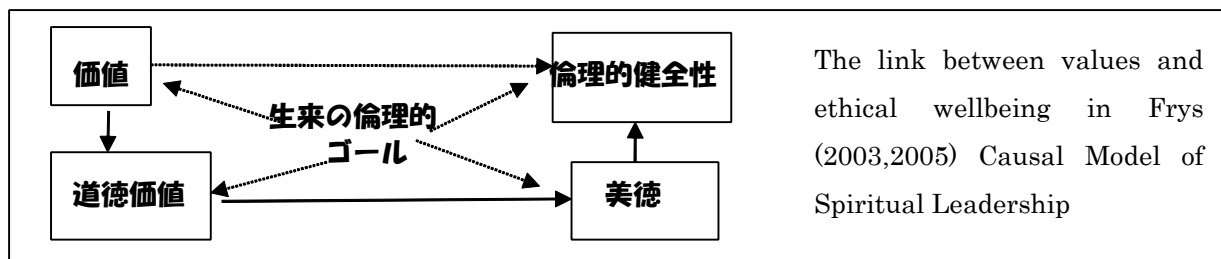 価値
倫理的健全性
生来の倫理的
ゴール
道徳価値
美徳
The link between values and
ethical wellbeing in Frys
(2003,2005) Causal Model of
Spiritual Leadership